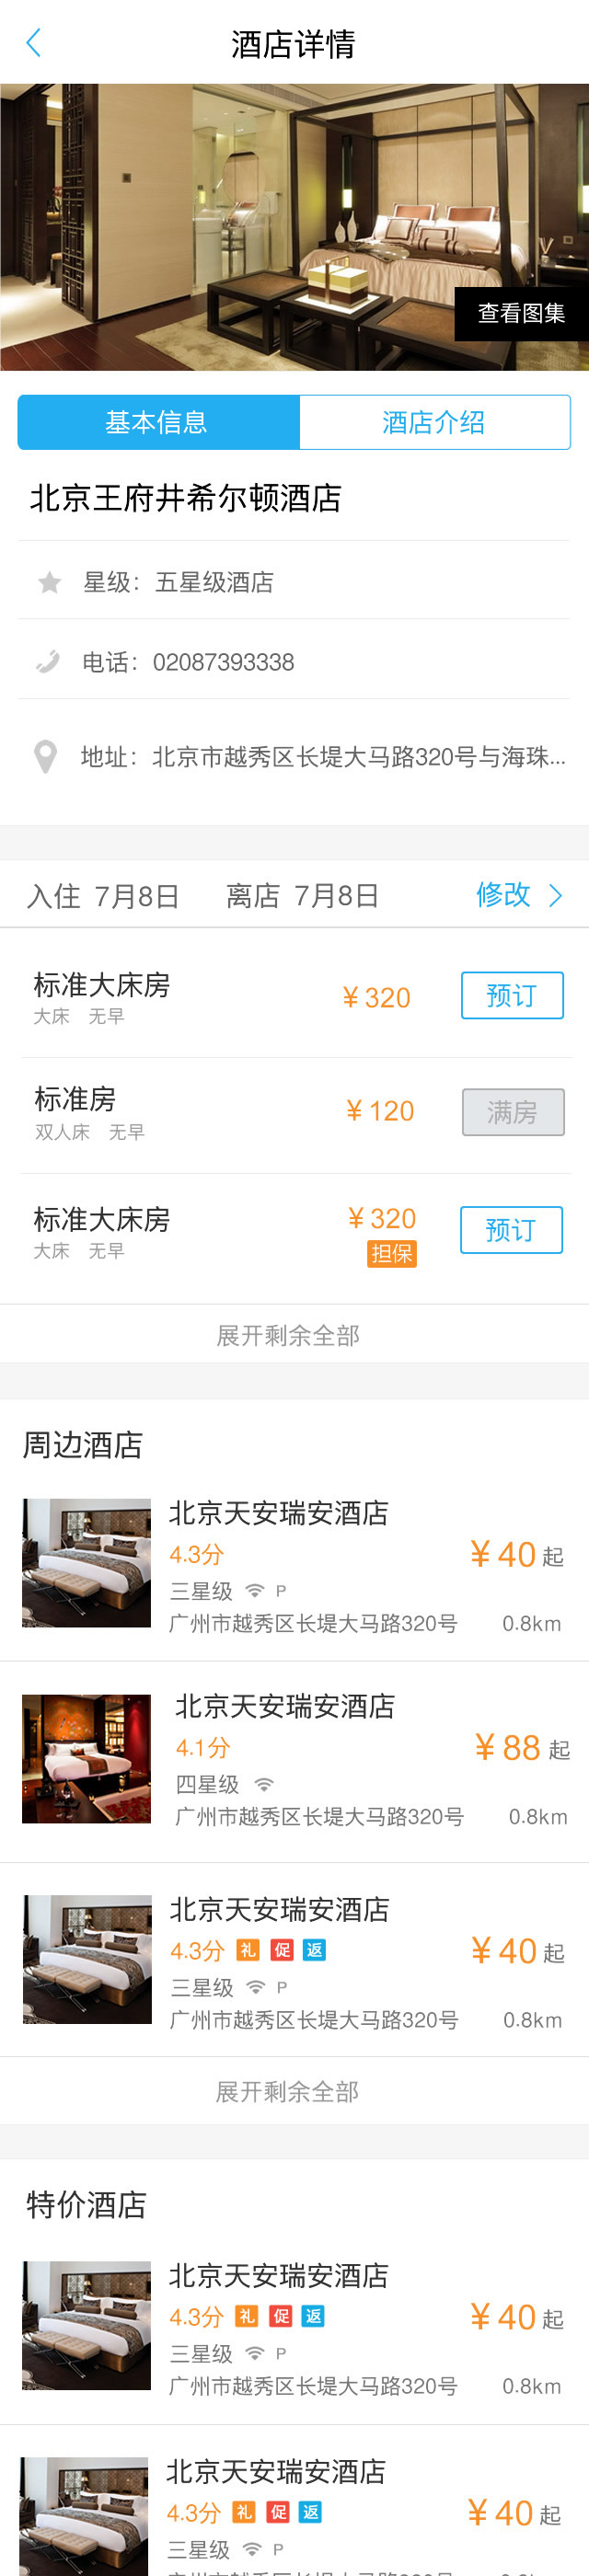 酒店详情
查看图集
基本信息 酒店介绍
北京王府井希尔顿酒店
星级：五星级酒店
电话：02087393338
地址：北京市越秀区长堤大马路320号与海珠...
入住 7月8日 离店 7月8日 修改
标准大床房
大床 无早
¥320
预订
标准房
双人床 无早
¥120
满房
标准大床房
大床 无早
¥320
担保
预订
展开剩余全部
周边酒店
北京天安瑞安酒店
4.3分
¥40起
三星级 P
广州市越秀区长堤大马路320号 0.8km
北京天安瑞安酒店
4.1分
¥88起
四星级
广州市越秀区长堤大马路320号 0.8km
北京天安瑞安酒店
4.3分 礼 促 返
¥40起
三星级 P
广州市越秀区长堤大马路320号 0.8km
展开剩余全部
特价酒店
北京天安瑞安酒店
4.3分 礼 促 返
¥40起
三星级 P
广州市越秀区长堤大马路320号 0.8km
北京天安瑞安酒店
4.3分 礼 促 返
¥40起
三星级 P